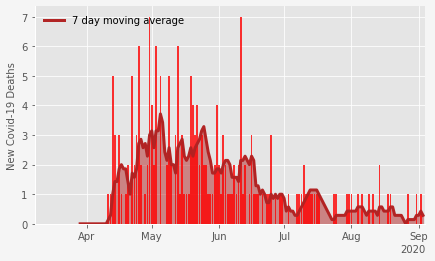 7 day moving average
New Covid-19 Deaths
7
6
5
4
3
2
1
0
Apr
May
Jun
Jul
Aug
Sep
2020